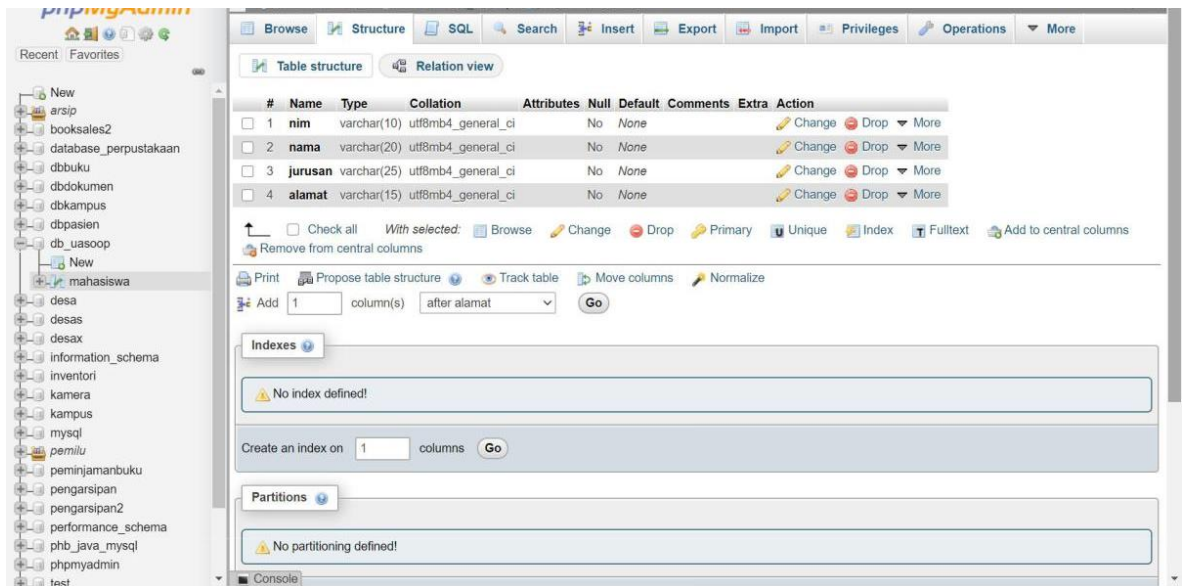 phpMyAdmin
Recent Favorites
New
arsip
booksales2
database_perpustakaan
dbbuku
dbdokumen
dbkampus
dbpasien
db_uasoop
New
mahasiswa
desa
desas
desax
information_schema
inventori
kamera
kampus
mysql
pemilu
peminjamanbuku
pengarsipan
pengarsipan2
performance_schema
phb_java_mysql
phpmyadmin
test
Browse Structure SQL Search Insert Export Import Privileges Operations More
Table structure Relation view
# Name Type Collation Attributes Null Default Comments Extra Action
1 nim varchar(10) utf8mb4_general_ci No None Change Drop More
2 nama varchar(20) utf8mb4_general_ci No None Change Drop More
3 jurusan varchar(25) utf8mb4_general_ci No None Change Drop More
4 alamat varchar(15) utf8mb4_general_ci No None Change Drop More
Check all With selected: Browse Change Drop Primary Unique Index Fulltext Add to central columns
Remove from central columns
Print Propose table structure Track table Move columns Normalize
Add 1 column(s) after alamat Go
Indexes
No index defined!
Create an index on 1 columns Go
Partitions
No partitioning defined!
Console